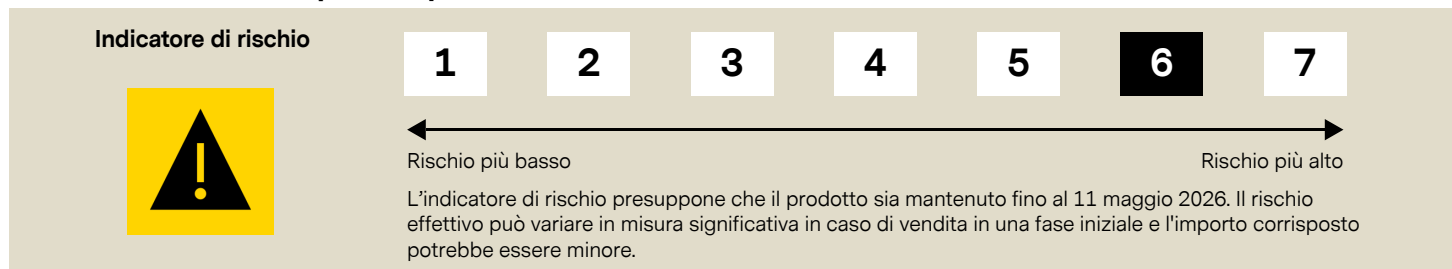 Indicatore di rischio
1 2 3 4 5 6 7
Rischio più basso Rischio più alto
L'indicatore di rischio presuppone che il prodotto sia mantenuto fino al 11 maggio 2026. Il rischio
effettivo può variare in misura significativa in caso di vendita in una fase iniziale e l'importo corrisposto
potrebbe essere minore.